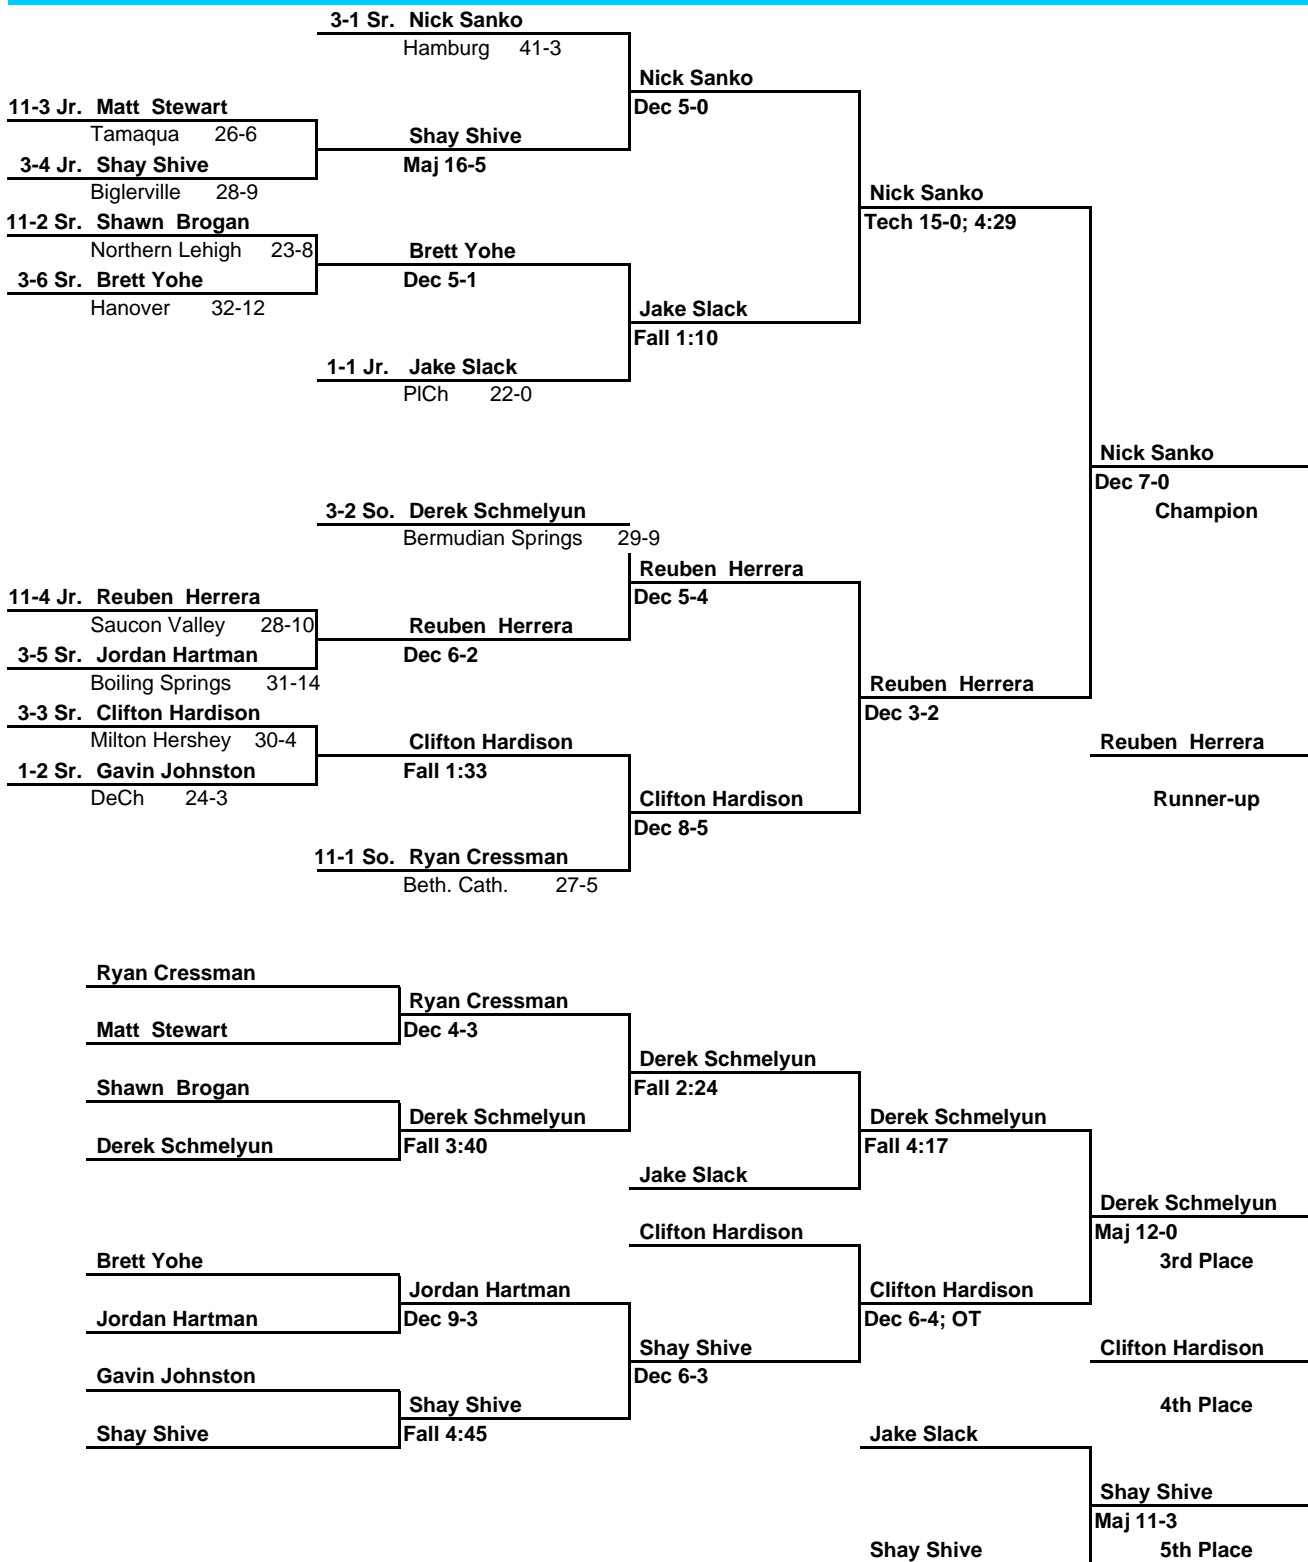 3-1 Sr. Nick Sanko
Hamburg 41-3
Nick Sanko
11-3 Jr. Matt Stewart
Dec 5-0
Tamaqua 26-6
Shay Shive
3-4 Jr. Shay Shive
Maj 16-5
Biglerville 28-9
Nick Sanko
11-2 Sr. Shawn Brogan
Tech 15-0; 4:29
Northern Lehigh 23-8
Brett Yohe
3-6 Sr. Brett Yohe
Dec 5-1
Hanover 32-12
Jake Slack
Fall 1:10
1-1 Jr. Jake Slack
PlCh 22-0
Nick Sanko
Dec 7-0
3-2 So. Derek Schmelyun
Champion
Bermudian Springs 29-9
Reuben Herrera
11-4 Jr. Reuben Herrera
Dec 5-4
Saucon Valley 28-10
Reuben Herrera
3-5 Sr. Jordan Hartman
Dec 6-2
Boiling Springs 31-14
Reuben Herrera
3-3 Sr. Clifton Hardison
Dec 3-2
Milton Hershey 30-4
Clifton Hardison
Reuben Herrera
1-2 Sr. Gavin Johnston
Fall 1:33
DeCh 24-3
Clifton Hardison
Runner-up
Dec 8-5
11-1 So. Ryan Cressman
Beth. Cath. 27-5
Ryan Cressman
Ryan Cressman
Matt Stewart
Dec 4-3
Derek Schmelyun
Shawn Brogan
Fall 2:24
Derek Schmelyun
Derek Schmelyun
Derek Schmelyun
Fall 3:40
Fall 4:17
Jake Slack
Derek Schmelyun
Clifton Hardison
Maj 12-0
Brett Yohe
3rd Place
Jordan Hartman
Clifton Hardison
Jordan Hartman
Dec 9-3
Dec 6-4; OT
Shay Shive
Clifton Hardison
Gavin Johnston
Dec 6-3
Shay Shive
4th Place
Shay Shive
Fall 4:45
Jake Slack
Shay Shive
Maj 11-3
Shay Shive
5th Place